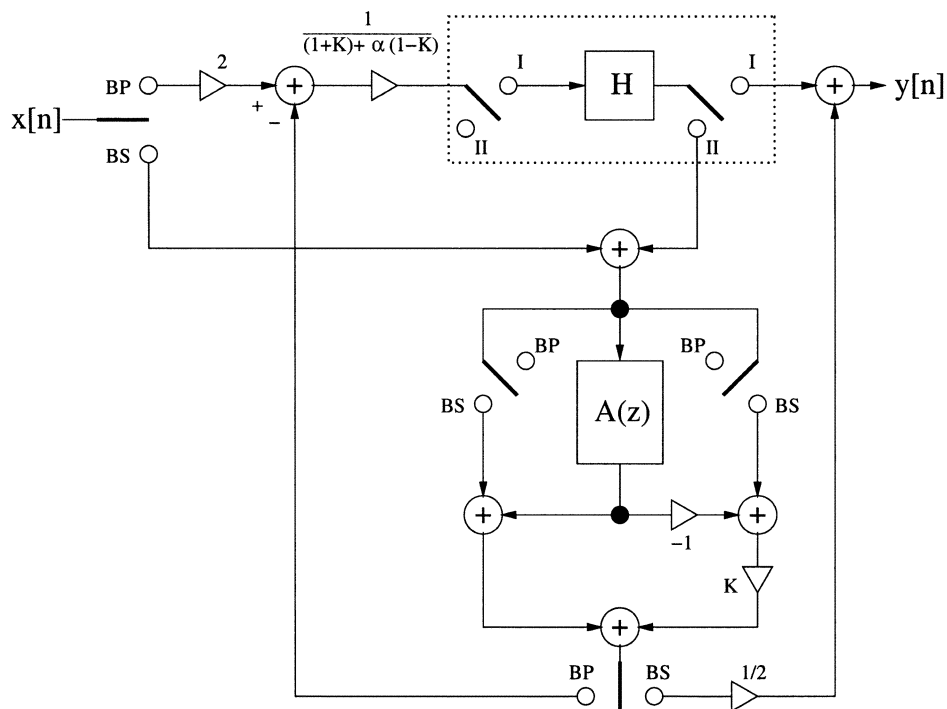 1
(1+K)+ α (1−K)
2
I
I
BP
H
y[n]
+
+
+
−
x[n]
II
II
BS
+
BP
BP
A(z)
BS
BS
+
+
−1
K
+
BP
BS
1/2